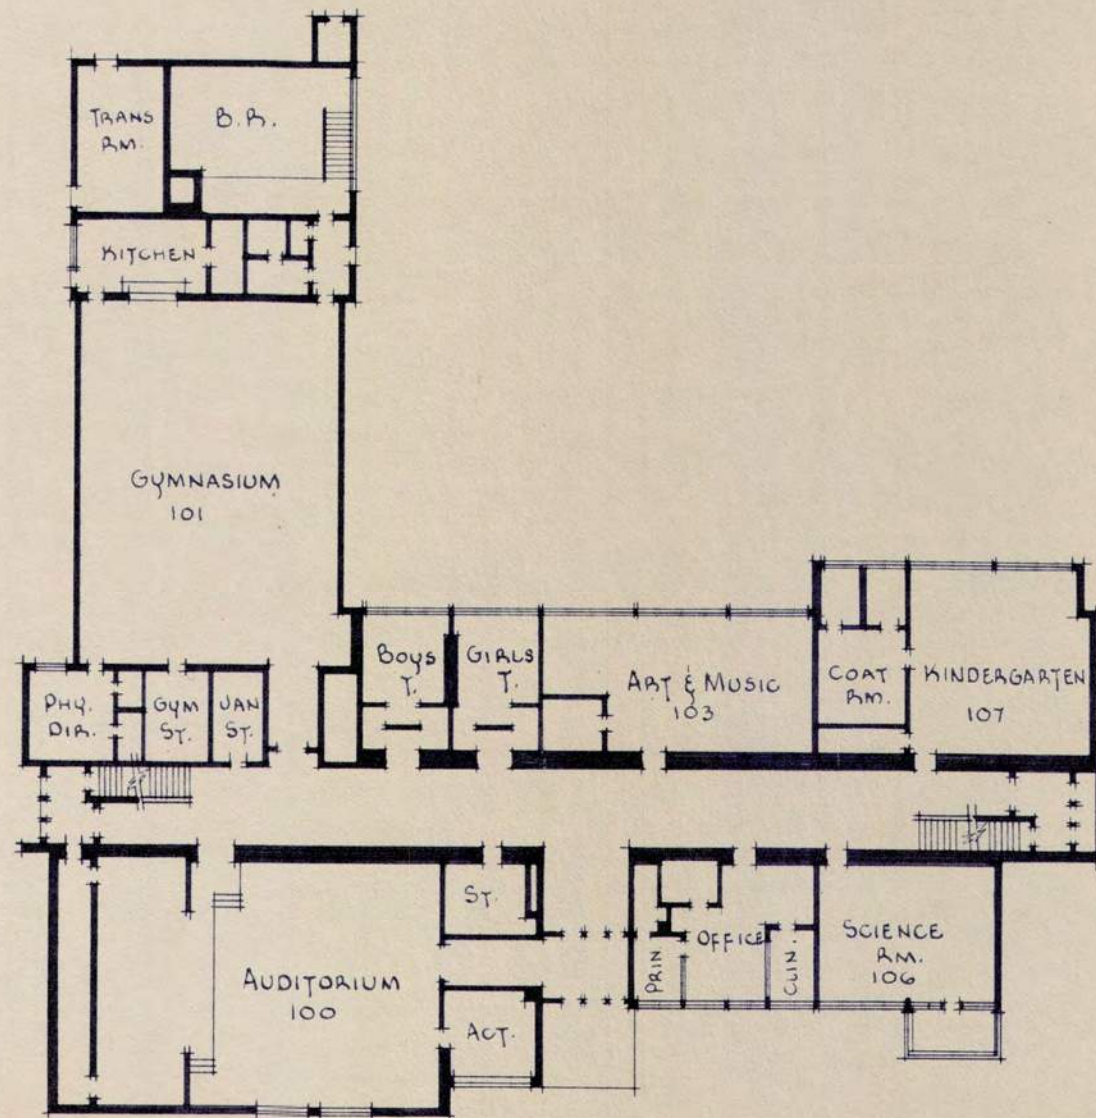 TRANS
RM.
B.R.
KITCHEN
GYMNASIUM
101
BOYS
T.
GIRLS
T.
ART & MUSIC
103
COAT
RM.
KINDERGARTEN
107
PHY.
DIR.
GYM
ST.
JAN
ST.
ST.
AUDITORIUM
100
ACT.
PRIN
OFFICE
CLIN.
SCIENCE
RM.
106